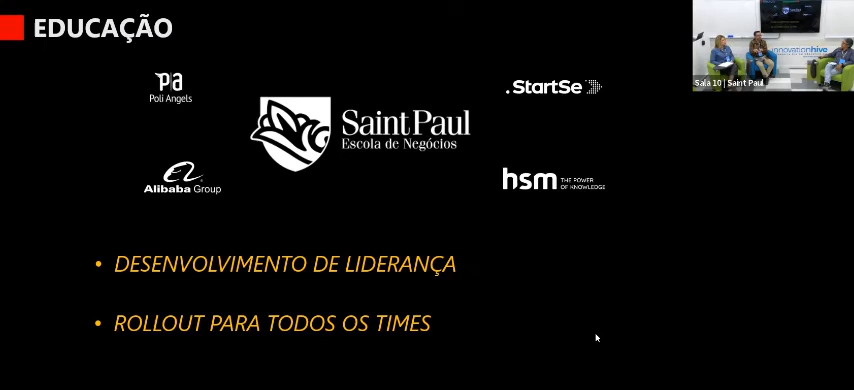 EDUCAÇÃO
innovationhive
Sala 10 | Saint Paul
Poli Angels
.StartSe
Saint Paul
Escola de Negócios
Alibaba Group
hsm THE POWER
OF KNOWLEDGE
• DESENVOLVIMENTO DE LIDERANÇA
• ROLLOUT PARA TODOS OS TIMES